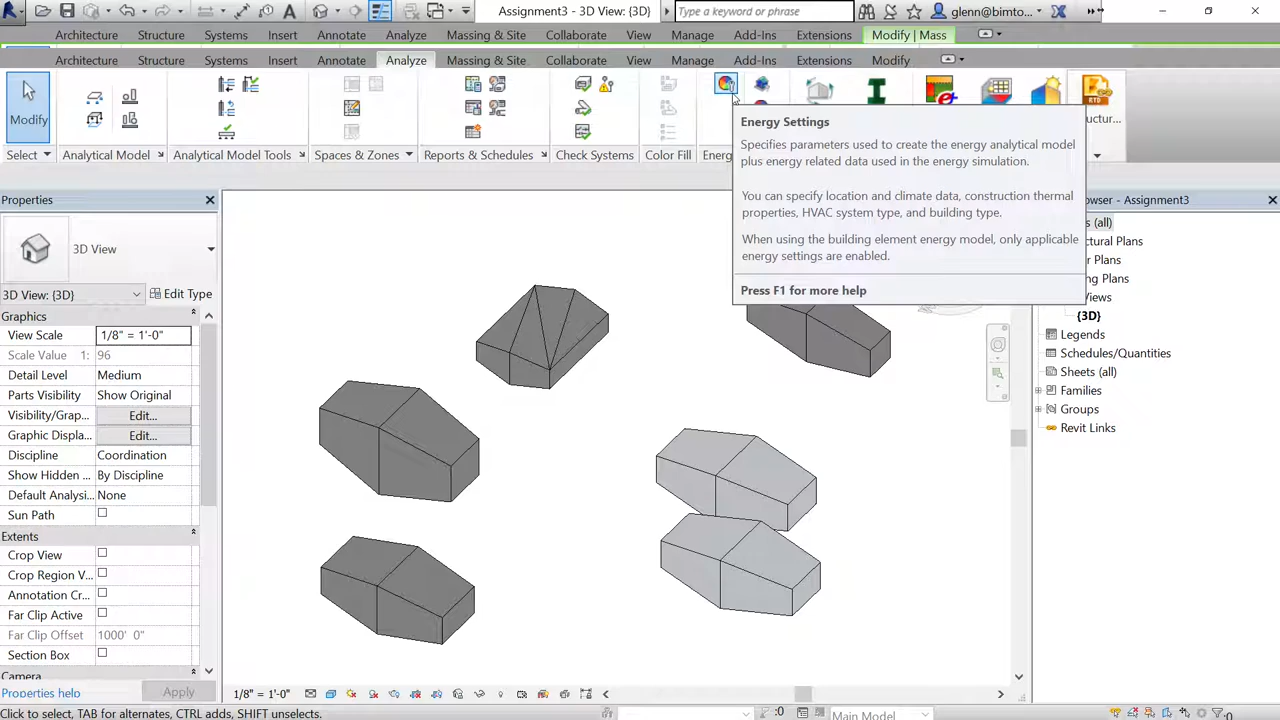 Assignment3 - 3D View: {3D}
Type a keyword or phrase
glenn@bimto...
Architecture Structure Systems Insert Annotate Analyze Massing & Site Collaborate View Manage Add-Ins Extensions Modify | Mass
Architecture Structure Systems Insert Annotate Analyze Massing & Site Collaborate View Manage Add-Ins Extensions Modify
Modify
RTD
Structur...
Select Analytical Model Analytical Model Tools Spaces & Zones Reports & Schedules Check Systems Color Fill Energ
Energy Settings
Specifies parameters used to create the energy analytical model
plus energy related data used in the energy simulation.
You can specify location and climate data, construction thermal
properties, HVAC system type, and building type.
When using the building element energy model, only applicable
energy settings are enabled.
Press F1 for more help
Properties
3D View
3D View: {3D} Edit Type
Graphics
View Scale 1/8" = 1'-0"
Scale Value 1: 96
Detail Level Medium
Parts Visibility Show Original
Visibility/Grap... Edit...
Graphic Displa... Edit...
Discipline Coordination
Show Hidden ... By Discipline
Default Analysi... None
Sun Path
Extents
Crop View
Crop Region V...
Annotation Cr...
Far Clip Active
Far Clip Offset 1000' 0"
Section Box
Camera
Properties help Apply
owser - Assignment3
s (all)
ctural Plans
r Plans
ng Plans
Views
{3D}
Legends
Schedules/Quantities
Sheets (all)
Families
Groups
Revit Links
1/8" = 1'-0"
Click to select, TAB for alternates, CTRL adds, SHIFT unselects.
:0
Main Model
:0